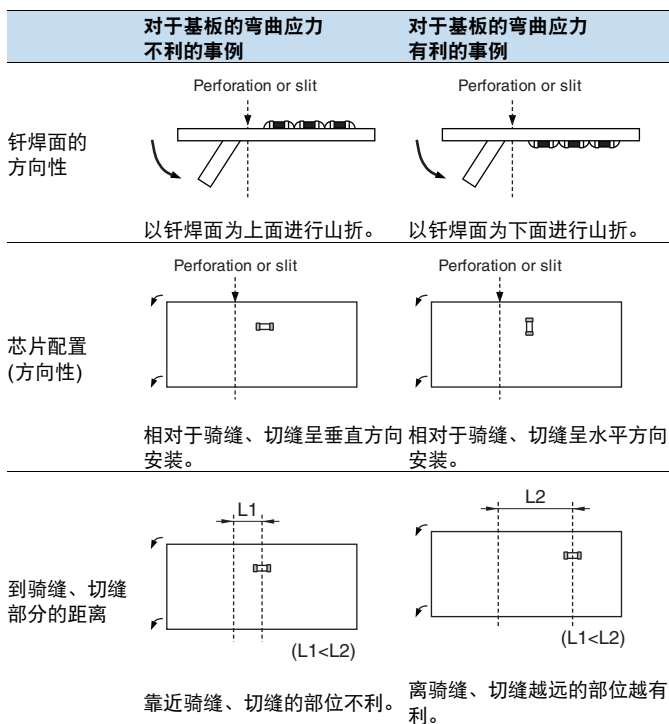 对于基板的弯曲应力
不利的事例
对于基板的弯曲应力
有利的事例
钎焊面的
方向性
Perforation or slit
以钎焊面为上面进行山折。
Perforation or slit
以钎焊面为下面进行山折。
芯片配置
(方向性)
Perforation or slit
相对于骑缝、切缝呈垂直方向
安装。
Perforation or slit
相对于骑缝、切缝呈水平方向
安装。
到骑缝、切缝
部分的距离
L1
(L1<L2)
靠近骑缝、切缝的部位不利。
L2
(L1<L2)
离骑缝、切缝越远的部位越有
利。